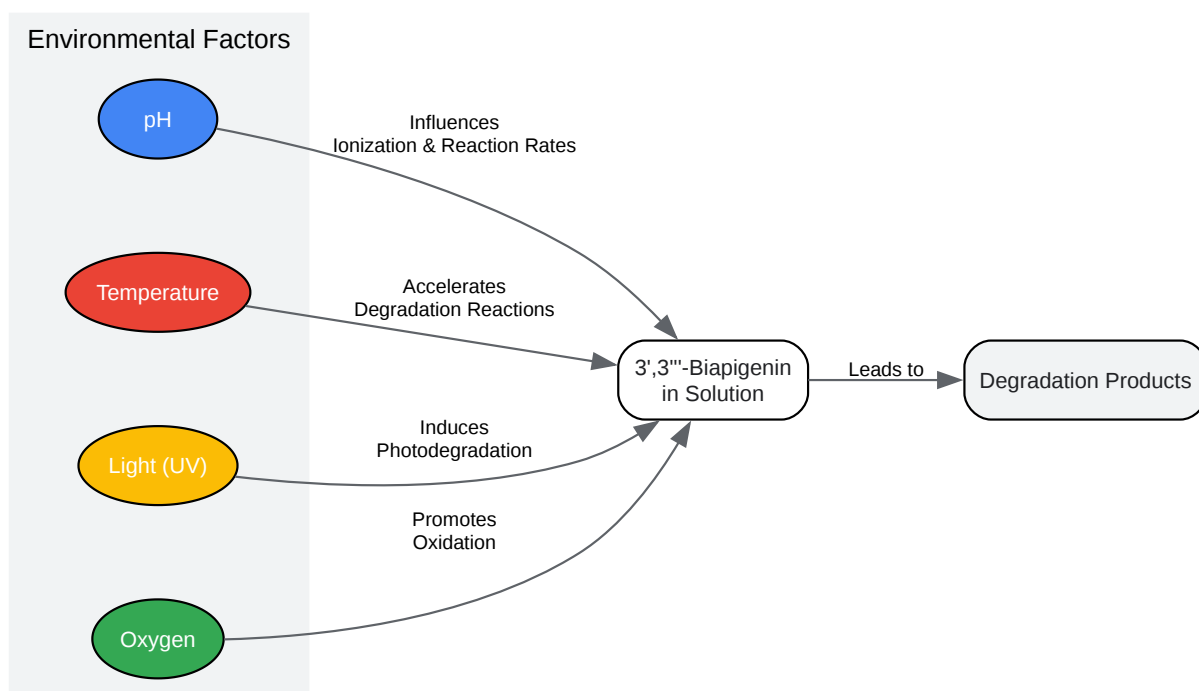 Environmental Factors
pH
Influences
Ionization & Reaction Rates
Temperature
Accelerates
Degradation Reactions
3',3'''-Biapigenin
in Solution
Leads to
Degradation Products
Light (UV)
Induces
Photodegradation
Promotes
Oxidation
Oxygen